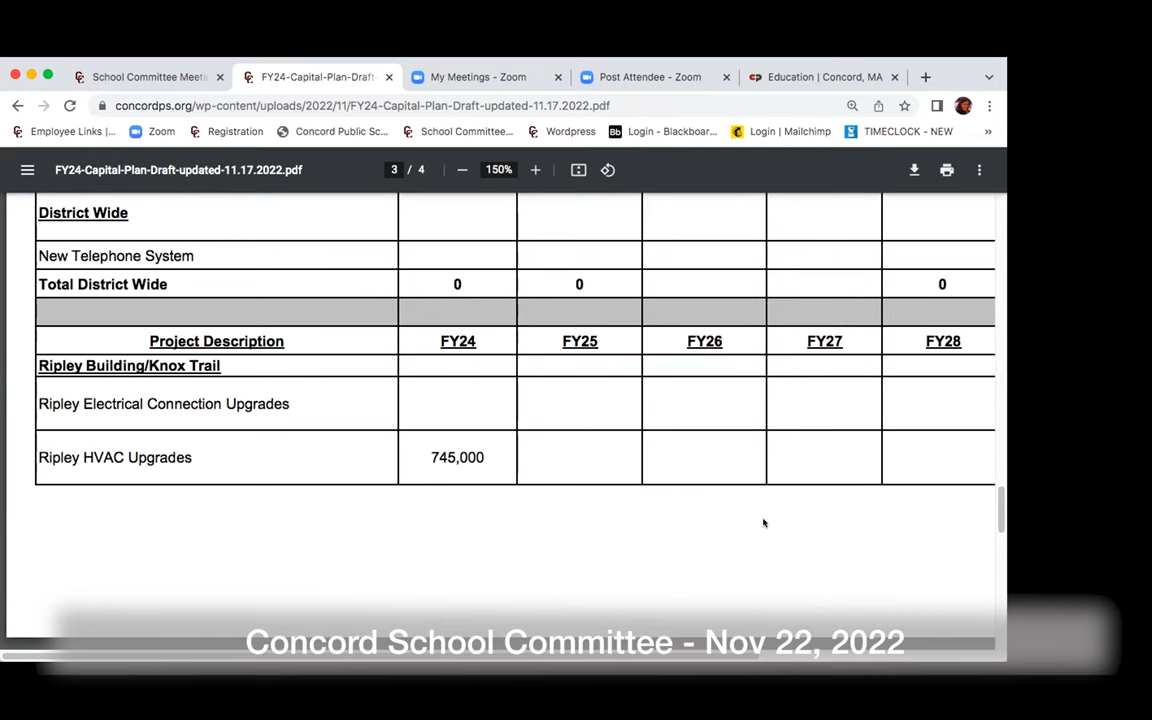 School Committee Meeti
FY24-Capital-Plan-Draft-
My Meetings - Zoom
Post Attendee - Zoom
Education | Concord, MA
concordps.org/wp-content/uploads/2022/11/FY24-Capital-Plan-Draft-updated-11.17.2022.pdf
Employee Links |... Zoom Registration Concord Public Sc... School Committee... Wordpress Bb Login - Blackboar... Login | Mailchimp TIMECLOCK - NEW »
FY24-Capital-Plan-Draft-updated-11.17.2022.pdf 3 / 4 150%
District Wide
New Telephone System
Total District Wide 0 0 0
Project Description FY24 FY25 FY26 FY27 FY28
Ripley Building/Knox Trail
Ripley Electrical Connection Upgrades
Ripley HVAC Upgrades 745,000
Concord School Committee - Nov 22, 2022